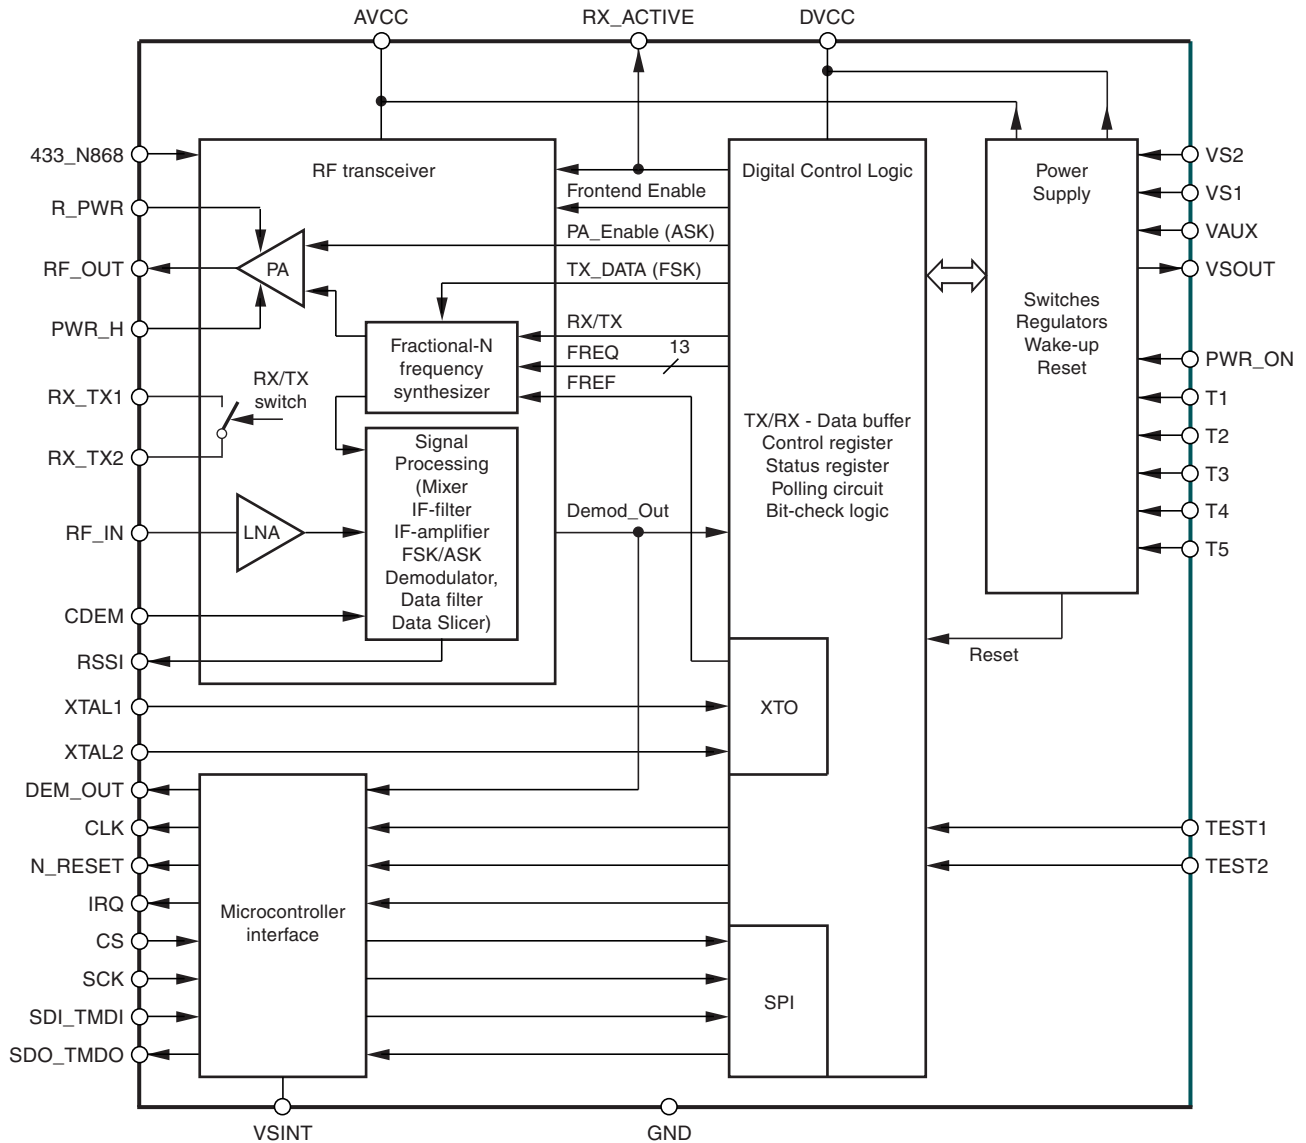 AVCC
RX_ACTIVE
DVCC
433_N868
R_PWR
RF_OUT
PWR_H
RX_TX1
RX_TX2
RF_IN
CDEM
RSSI
XTAL1
XTAL2
DEM_OUT
CLK
N_RESET
IRQ
CS
SCK
SDI_TMDI
SDO_TMDO
RF transceiver
PA
RX/TX
switch
LNA
Fractional-N
frequency
synthesizer
Signal
Processing
(Mixer
IF-filter
IF-amplifier
FSK/ASK
Demodulator,
Data filter
Data Slicer)
Frontend Enable
PA_Enable (ASK)
TX_DATA (FSK)
RX/TX
FREQ
13
FREF
Demod_Out
Digital Control Logic
TX/RX - Data buffer
Control register
Status register
Polling circuit
Bit-check logic
XTO
SPI
Microcontroller
interface
Power
Supply
Switches
Regulators
Wake-up
Reset
Reset
VS2
VS1
VAUX
VSOUT
PWR_ON
T1
T2
T3
T4
T5
TEST1
TEST2
VSINT
GND